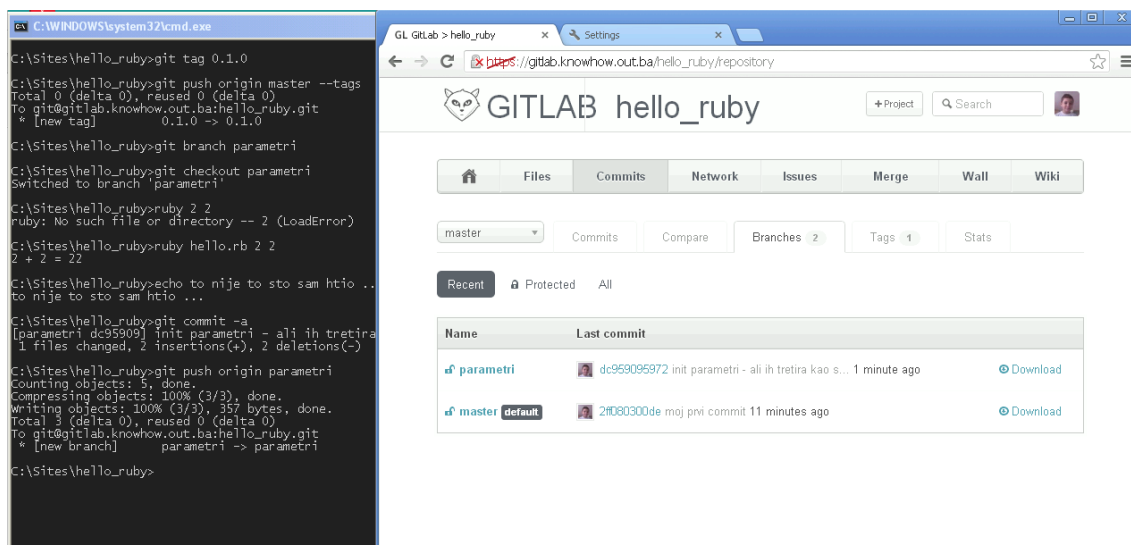 C:\WINDOWS\system32\cmd.exe
C:\Sites\hello_ruby>git tag 0.1.0
C:\Sites\hello_ruby>git push origin master --tags
Total 0 (delta 0), reused 0 (delta 0)
To git@gitlab.knowhow.out.ba:hello_ruby.git
* [new tag] 0.1.0 -> 0.1.0
C:\Sites\hello_ruby>git branch parametri
C:\Sites\hello_ruby>git checkout parametri
Switched to branch 'parametri'
C:\Sites\hello_ruby>ruby 2 2
ruby: No such file or directory -- 2 (LoadError)
C:\Sites\hello_ruby>ruby hello.rb 2 2
2 + 2 = 22
C:\Sites\hello_ruby>echo to nije to sto sam htio ..
to nije to sto sam htio ...
C:\Sites\hello_ruby>git commit -a
[parametri dc95909] init parametri - ali ih tretira
1 files changed, 2 insertions(+), 2 deletions(-)
C:\Sites\hello_ruby>git push origin parametri
Counting objects: 5, done.
Compressing objects: 100% (3/3), done.
Writing objects: 100% (3/3), 357 bytes, done.
Total 3 (delta 0), reused 0 (delta 0)
To git@gitlab.knowhow.out.ba:hello_ruby.git
* [new branch] parametri -> parametri
C:\Sites\hello_ruby>
GL GitLab > hello_ruby
Settings
https://gitlab.knowhow.out.ba/hello_ruby/repository
GITLAB hello_ruby
+ Project
Search
Files Commits Network Issues Merge Wall Wiki
master Commits Compare Branches 2 Tags 1 Stats
Recent Protected All
Name Last commit
parametri dc959095972 init parametri - ali ih tretira kao s... 1 minute ago Download
master default 2ff080300de moj prvi commit 11 minutes ago Download